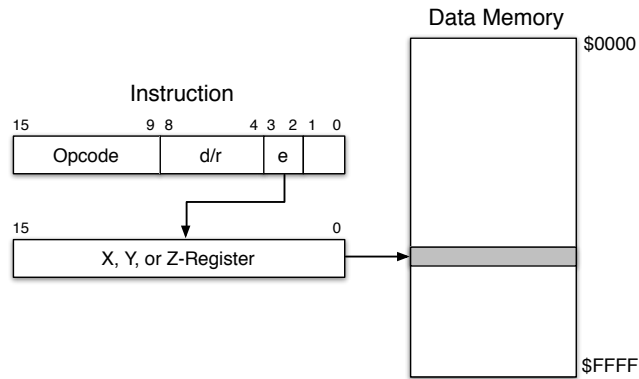 Data Memory
$0000
Instruction
15 9 8 4 3 2 1 0
Opcode d/r e
15 0
X, Y, or Z-Register
$FFFF